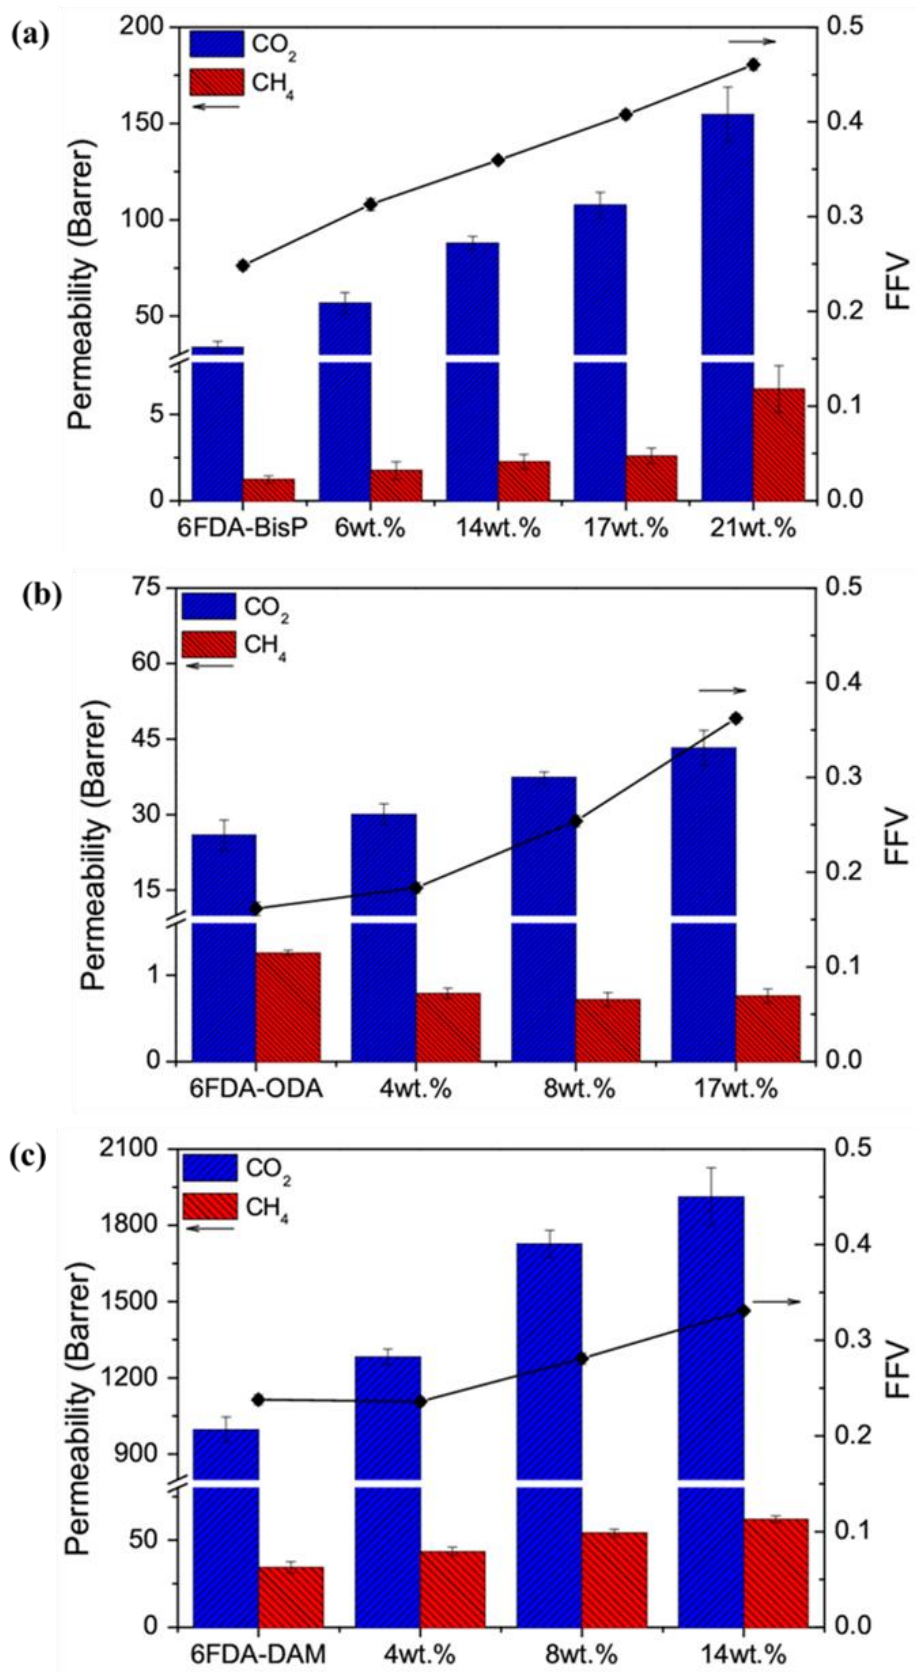 (a)
200
150
100
50
5
0
Permeability (Barrer)
CO₂
CH₄
0.5
0.4
0.3
0.2
0.1
0.0
FFV
6FDA-BisP 6wt.% 14wt.% 17wt.% 21wt.%
(b)
75
60
45
30
15
1
0
Permeability (Barrer)
CO₂
CH₄
0.5
0.4
0.3
0.2
0.1
0.0
FFV
6FDA-ODA 4wt.% 8wt.% 17wt.%
(c)
2100
1800
1500
1200
900
50
0
Permeability (Barrer)
CO₂
CH₄
0.5
0.4
0.3
0.2
0.1
0.0
FFV
6FDA-DAM 4wt.% 8wt.% 14wt.%